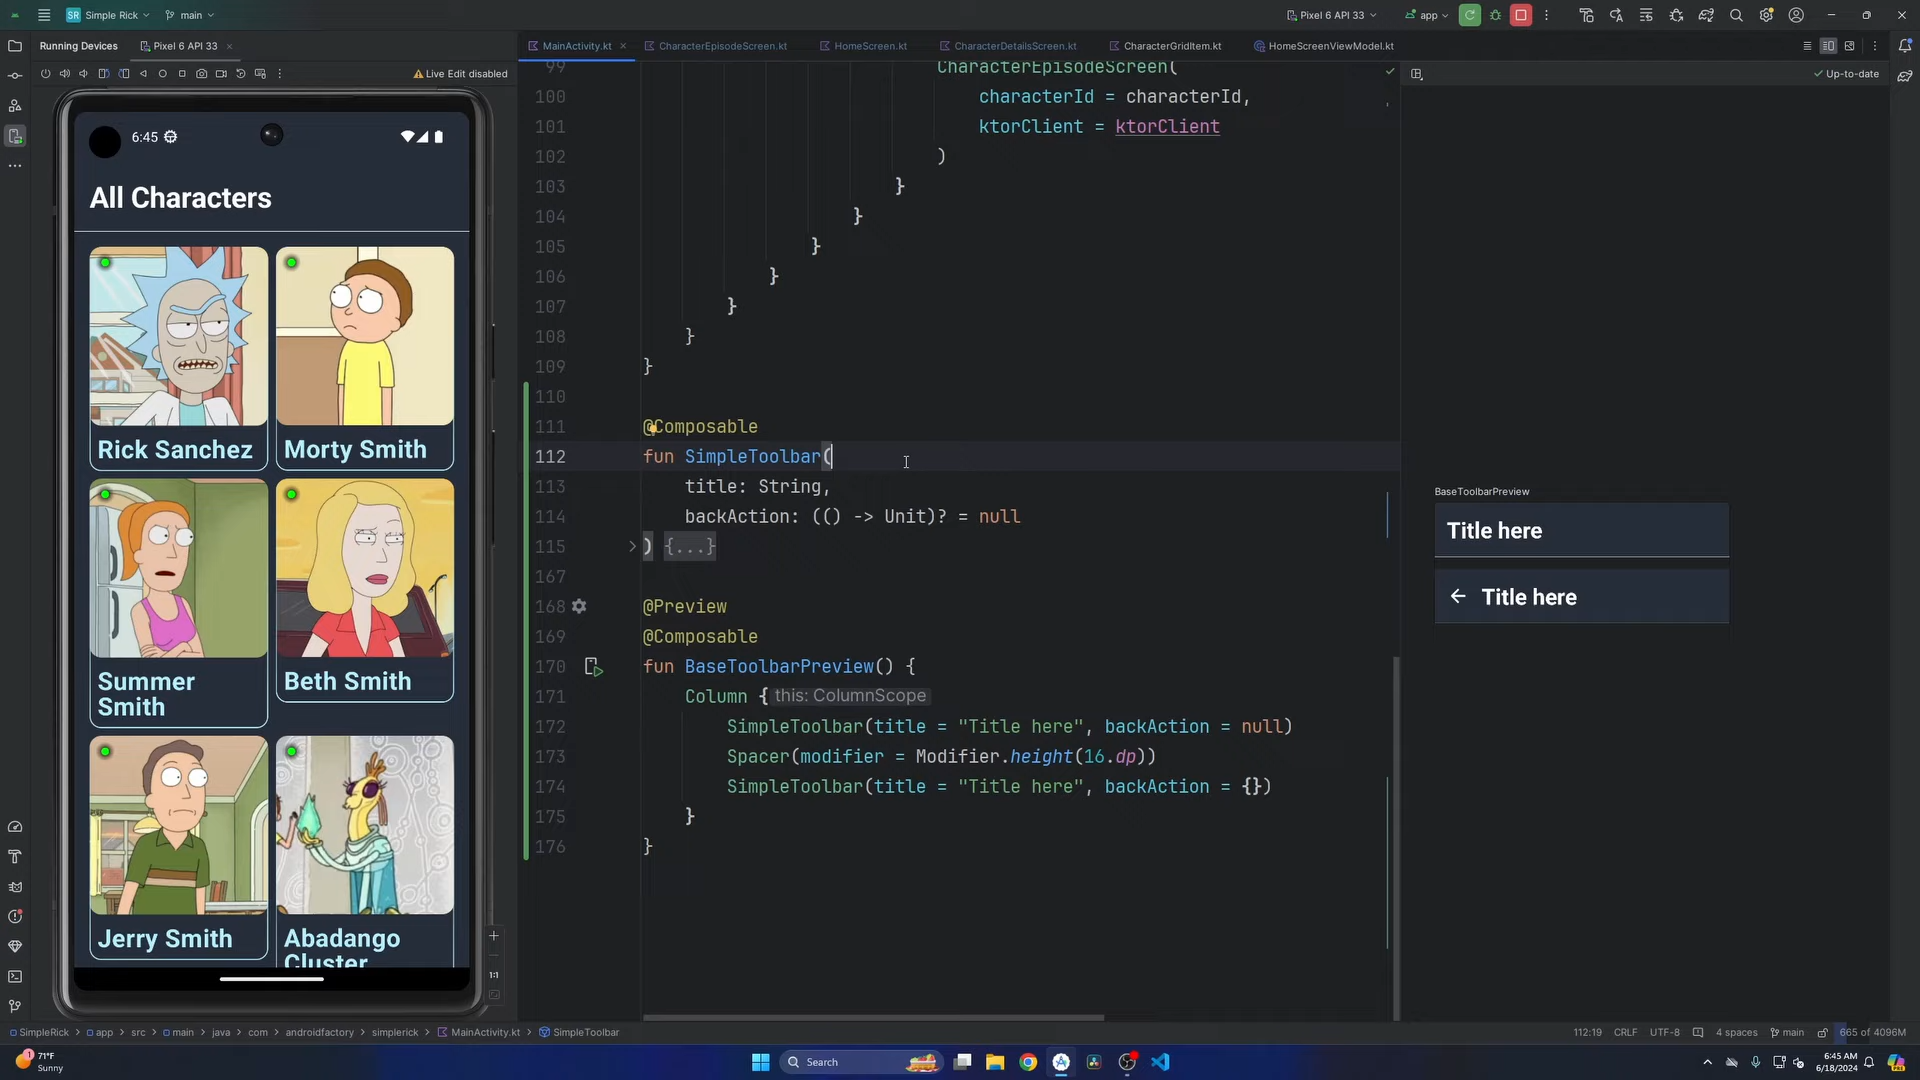 SR Simple Rick main
Pixel 6 API 33 app
Running Devices Pixel 6 API 33
MainActivity.kt CharacterEpisodeScreen.kt HomeScreen.kt CharacterDetailsScreen.kt CharacterGridItem.kt HomeScreenViewModel.kt
Live Edit disabled
Up-to-date
6:45
All Characters
Rick Sanchez
Morty Smith
Summer
Smith
Beth Smith
Jerry Smith
Abadango
Cluster
1:1
99 CharacterEpisodeScreen(
100 characterId = characterId,
101 ktorClient = ktorClient
102 )
103 }
104 }
105 }
106 }
107 }
108 }
109 }
110
111 @Composable
112 fun SimpleToolbar(
113 title: String,
114 backAction: (() -> Unit)? = null
115 ) {...}
167
168 @Preview
169 @Composable
170 fun BaseToolbarPreview() {
171 Column { this: ColumnScope
172 SimpleToolbar(title = "Title here", backAction = null)
173 Spacer(modifier = Modifier.height(16.dp))
174 SimpleToolbar(title = "Title here", backAction = {})
175 }
176 }
BaseToolbarPreview
Title here
Title here
SimpleRick app src main java com androidfactory simplerick MainActivity.kt SimpleToolbar
112:19 CRLF UTF-8 4 spaces main 665 of 4096M
1
71°F
Sunny
Search
6:45 AM
6/18/2024